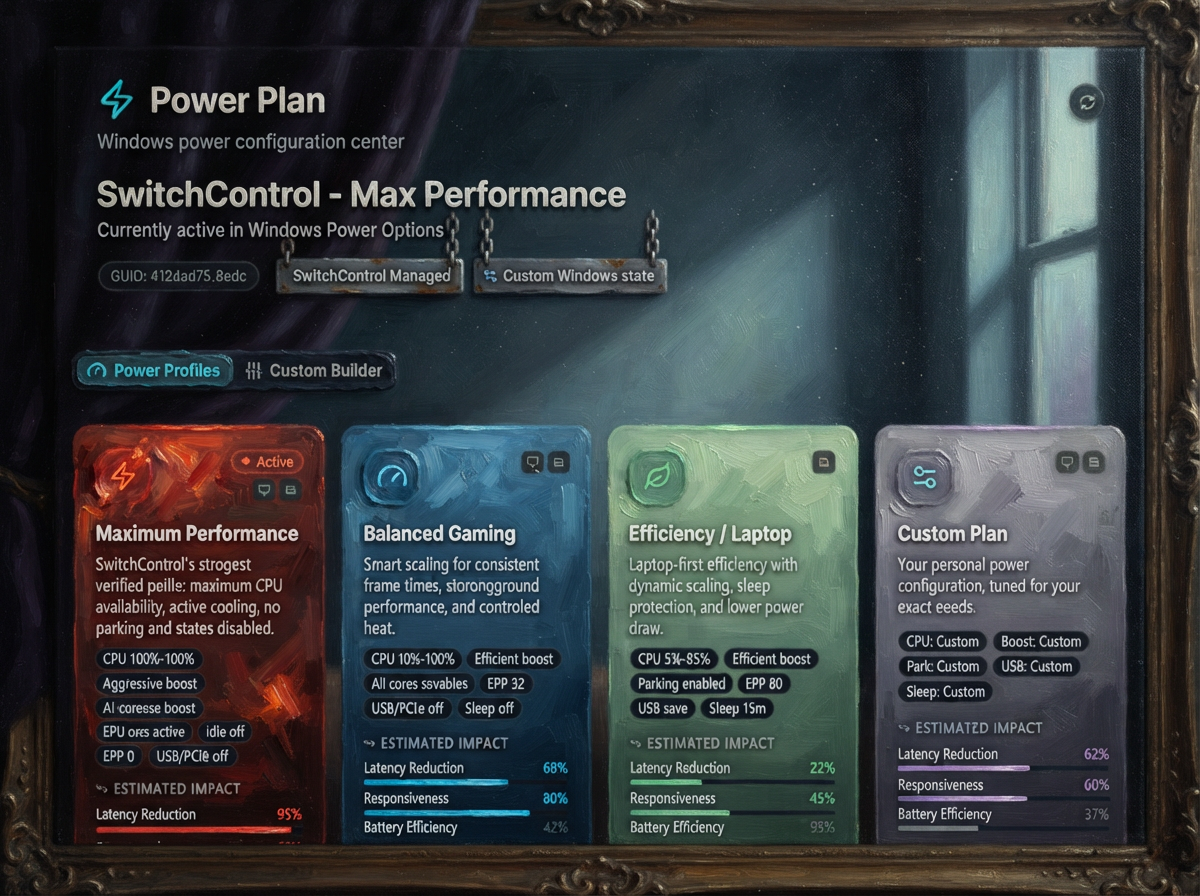 Power Plan
Windows power configuration center
SwitchControl - Max Performance
Currently active in Windows Power Options
GUID: 412dad75.8edc
SwitchControl Managed
Custom Windows state
Power Profiles
Custom Builder
Active
Maximum Performance
SwitchControl's strogest
verified peille: maximum CPU
availability, active cooling, no
parking and states disabled.
CPU 100%-100%
Aggressive boost
AI coresse boost
EPU ors active
idle off
EPP 0
USB/PCIe off
ESTIMATED IMPACT
Latency Reduction
95%
Balanced Gaming
Smart scaling for consistent
frame times, slorongground
performance, and controled
heat.
CPU 10%-100%
Efficient boost
All cores ssvables
EPP 32
USB/PCIe off
Sleep off
ESTIMATED IMPACT
Latency Reduction
68%
Responsiveness
80%
Battery Efficiency
42%
Efficiency / Laptop
Laptop-first efficiency with
dynamic scaling, sleep
protection, and lower power
draw.
CPU 5%-85%
Efficient boost
Parking enabled
EPP 80
USB save
Sleep 15m
ESTIMATED IMPACT
Latency Reduction
22%
Responsiveness
45%
Battery Efficiency
95%
Custom Plan
Your personal power
configuration, tuned for your
exact eeeds.
CPU: Custom
Boost: Custom
Park: Custom
USB: Custom
Sleep: Custom
ESTIMATED IMPACT
Latency Reduction
62%
Responsiveness
60%
Battery Efficiency
37%